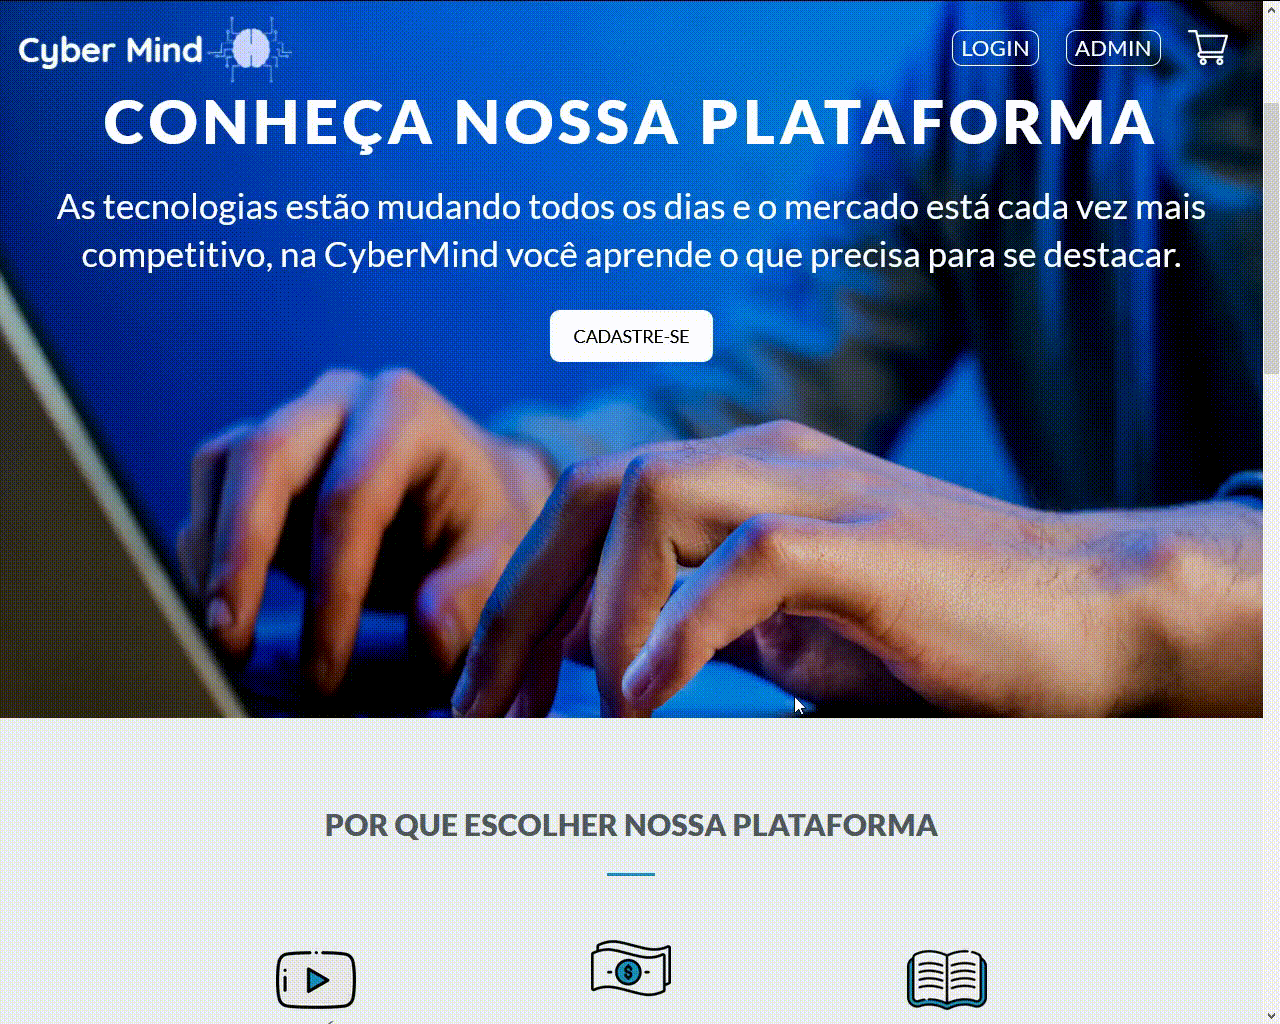 Cyber Mind
LOGIN
ADMIN
CONHEÇA NOSSA PLATAFORMA
As tecnologias estão mudando todos os dias e o mercado está cada vez mais
competitivo, na CyberMind você aprende o que precisa para se destacar.
CADASTRE-SE
POR QUE ESCOLHER NOSSA PLATAFORMA
$